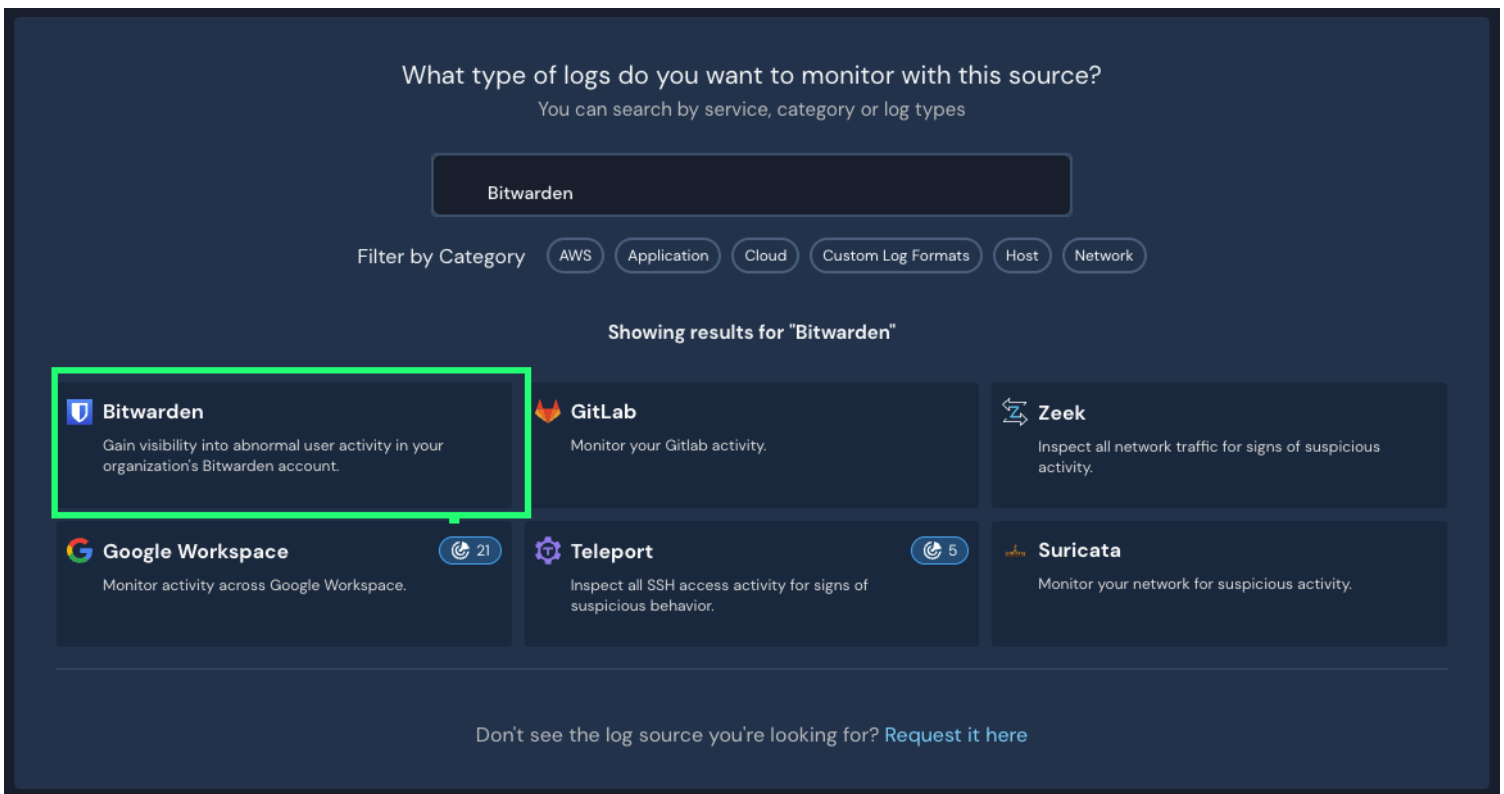 What type of logs do you want to monitor with this source?
You can search by service, category or log types
Bitwarden
Filter by Category AWS Application Cloud Custom Log Formats Host Network
Showing results for "Bitwarden"
Bitwarden
Gain visibility into abnormal user activity in your
organization's Bitwarden account.
GitLab
Monitor your Gitlab activity.
Zeek
Inspect all network traffic for signs of suspicious
activity.
Google Workspace 21
Monitor activity across Google Workspace.
Teleport 5
Inspect all SSH access activity for signs of
suspicious behavior.
Suricata
Monitor your network for suspicious activity.
Don't see the log source you're looking for? Request it here